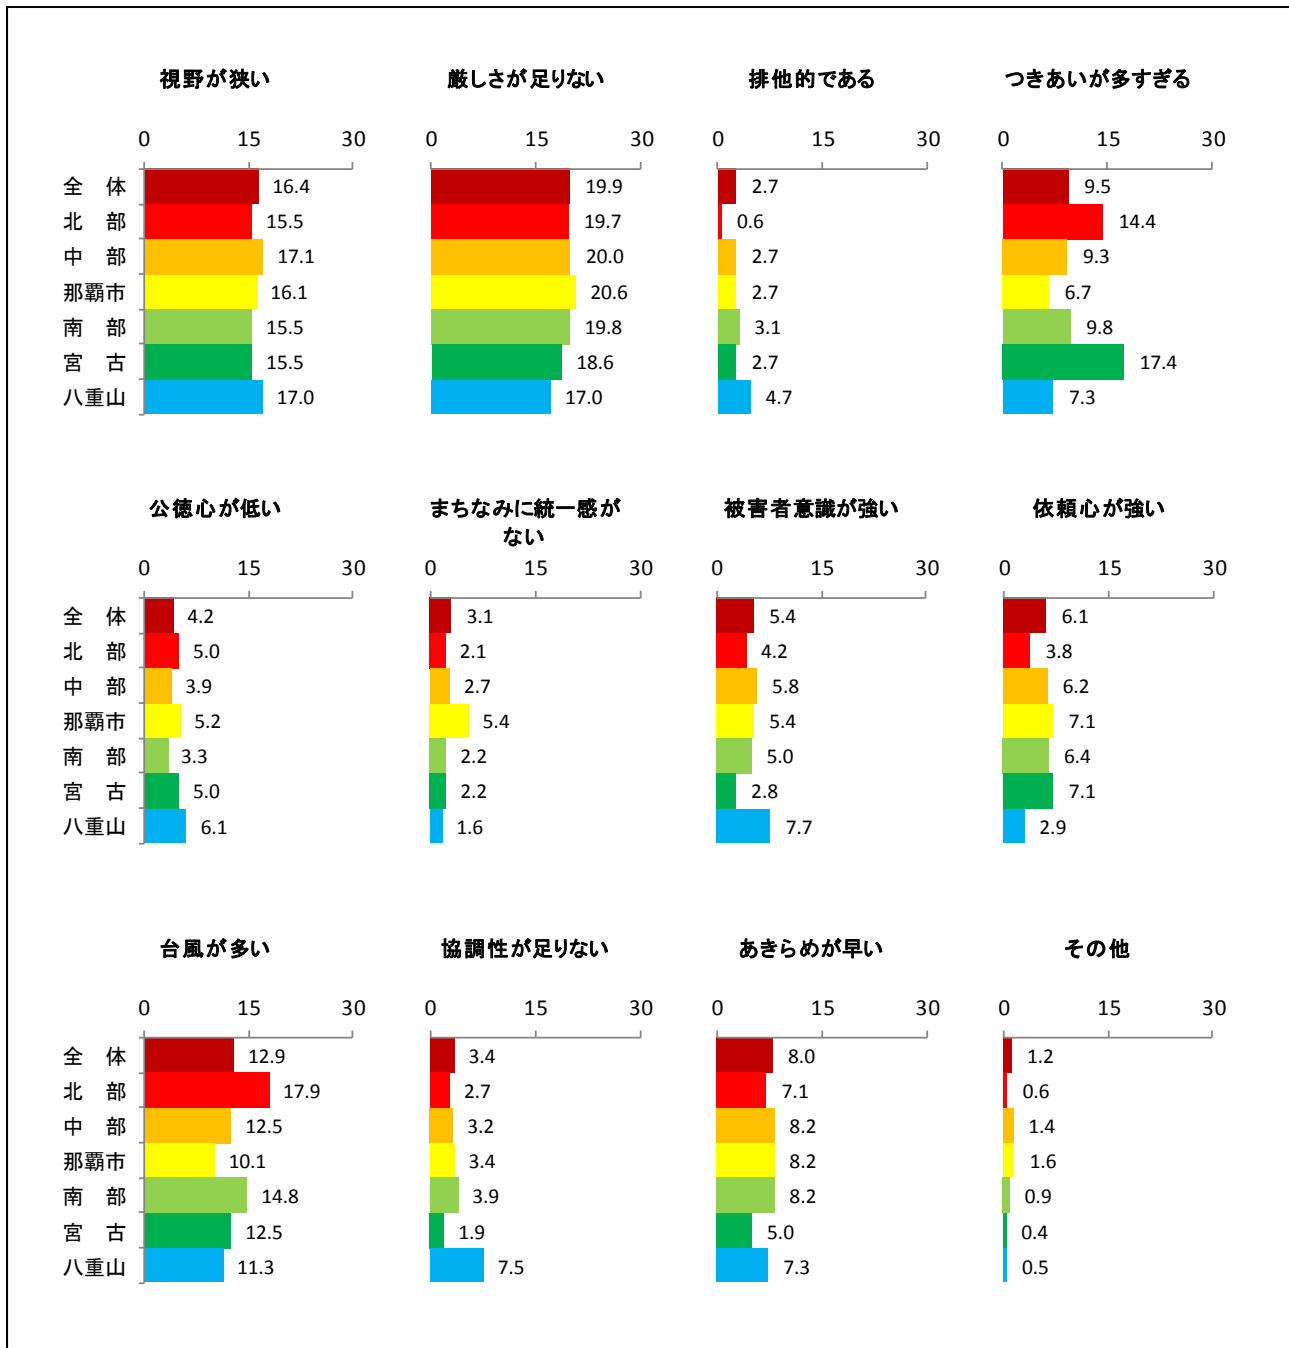 視野が狭い 厳しさが足りない 排他的である つきあいが多すぎる
0 15 30 0 15 30 0 15 30 0 15 30
全 体 16.4 19.9 2.7 9.5
北 部 15.5 19.7 0.6 14.4
中 部 17.1 20.0 2.7 9.3
那覇市 16.1 20.6 2.7 6.7
南 部 15.5 19.8 3.1 9.8
宮 古 15.5 18.6 2.7 17.4
八重山 17.0 17.0 4.7 7.3
公徳心が低い まちなみに統一感が 被害者意識が強い 依頼心が強い
ない
0 15 30 0 15 30 0 15 30 0 15 30
全 体 4.2 3.1 5.4 6.1
北 部 5.0 2.1 4.2 3.8
中 部 3.9 2.7 5.8 6.2
那覇市 5.2 5.4 5.4 7.1
南 部 3.3 2.2 5.0 6.4
宮 古 5.0 2.2 2.8 7.1
八重山 6.1 1.6 7.7 2.9
台風が多い 協調性が足りない あきらめが早い その他
0 15 30 0 15 30 0 15 30 0 15 30
全 体 12.9 3.4 8.0 1.2
北 部 17.9 2.7 7.1 0.6
中 部 12.5 3.2 8.2 1.4
那覇市 10.1 3.4 8.2 1.6
南 部 14.8 3.9 8.2 0.9
宮 古 12.5 1.9 5.0 0.4
八重山 11.3 7.5 7.3 0.5